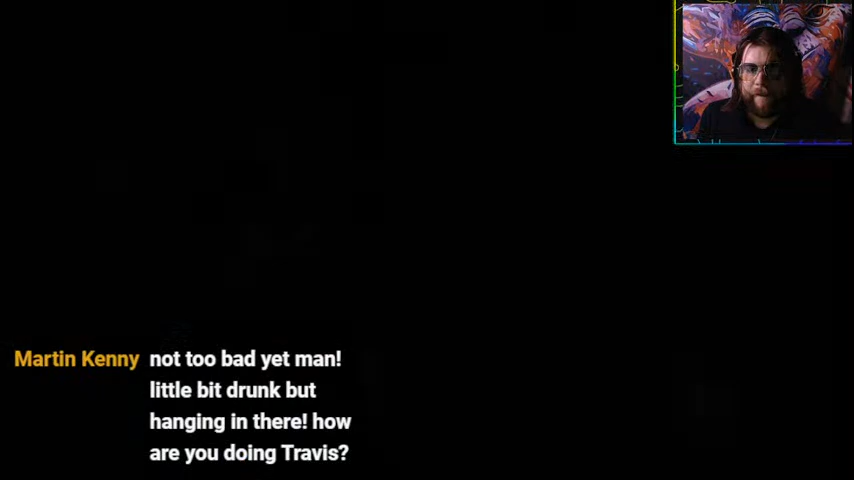 Martin Kenny not too bad yet man!
little bit drunk but
hanging in there! how
are you doing Travis?